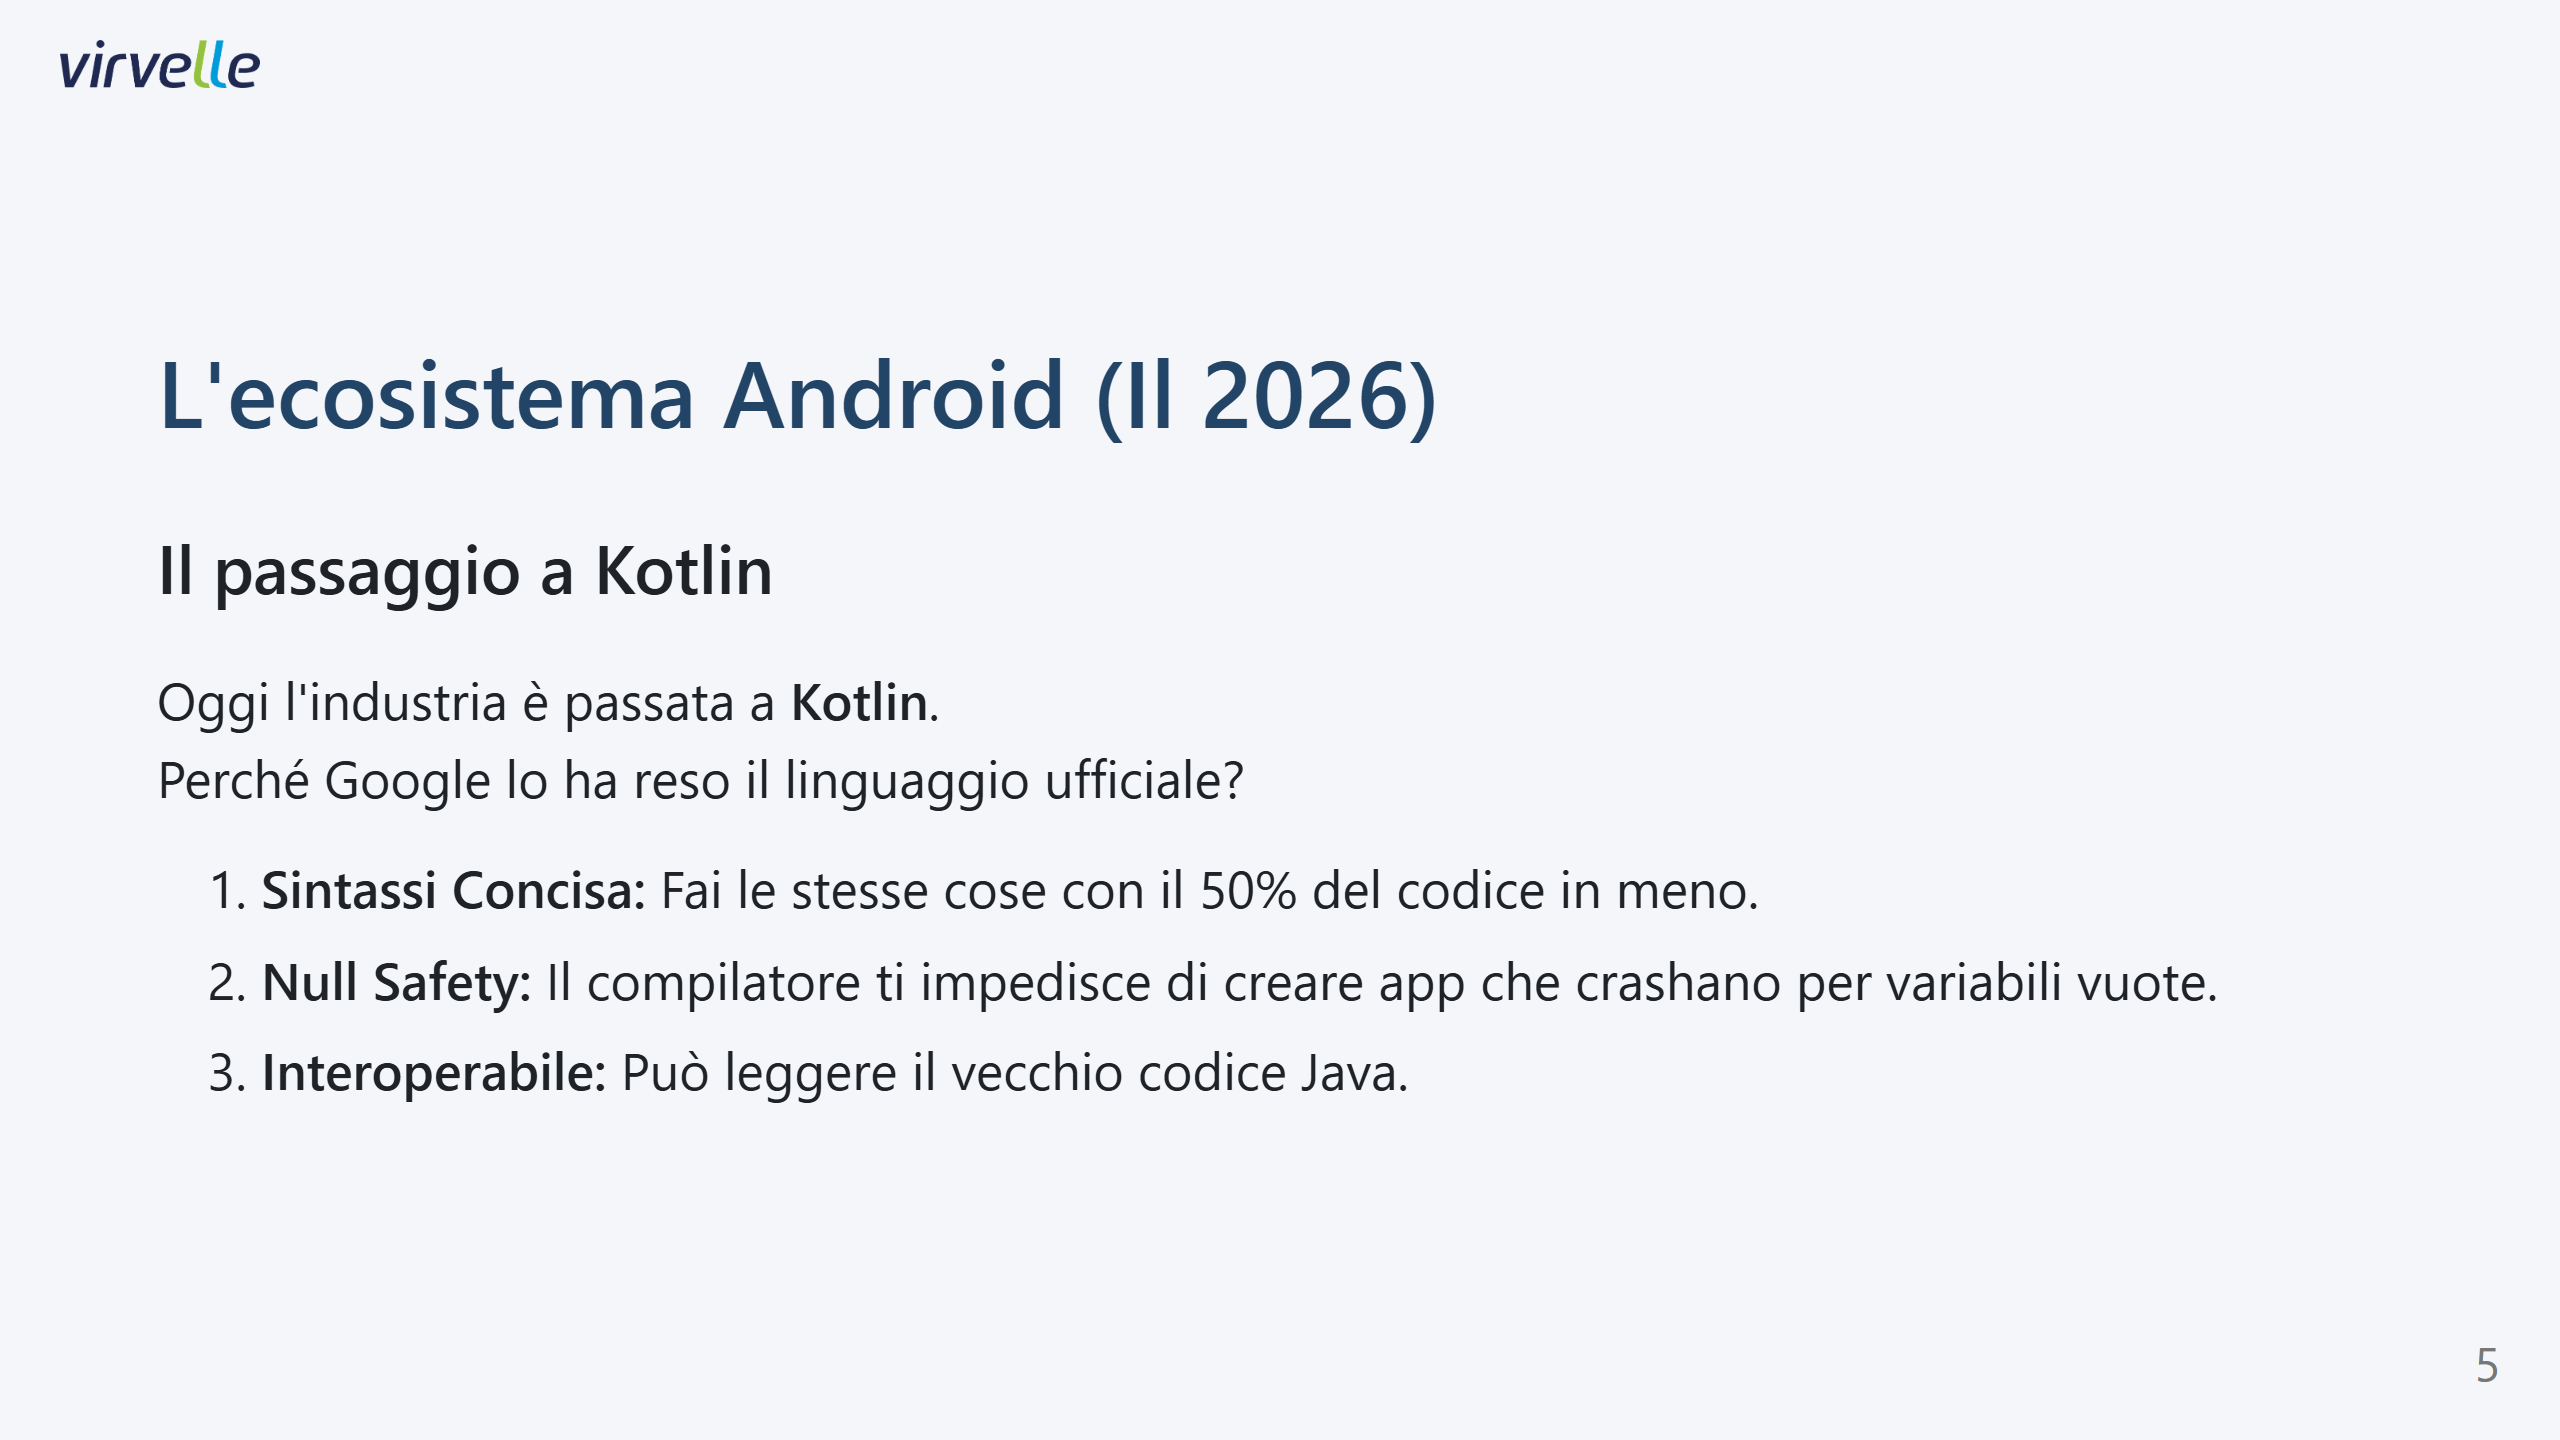 virvelle
L'ecosistema Android (Il 2026)
Il passaggio a Kotlin
Oggi l'industria è passata a Kotlin.
Perché Google lo ha reso il linguaggio ufficiale?
1. Sintassi Concisa: Fai le stesse cose con il 50% del codice in meno.
2. Null Safety: Il compilatore ti impedisce di creare app che crashano per variabili vuote.
3. Interoperabile: Può leggere il vecchio codice Java.
5